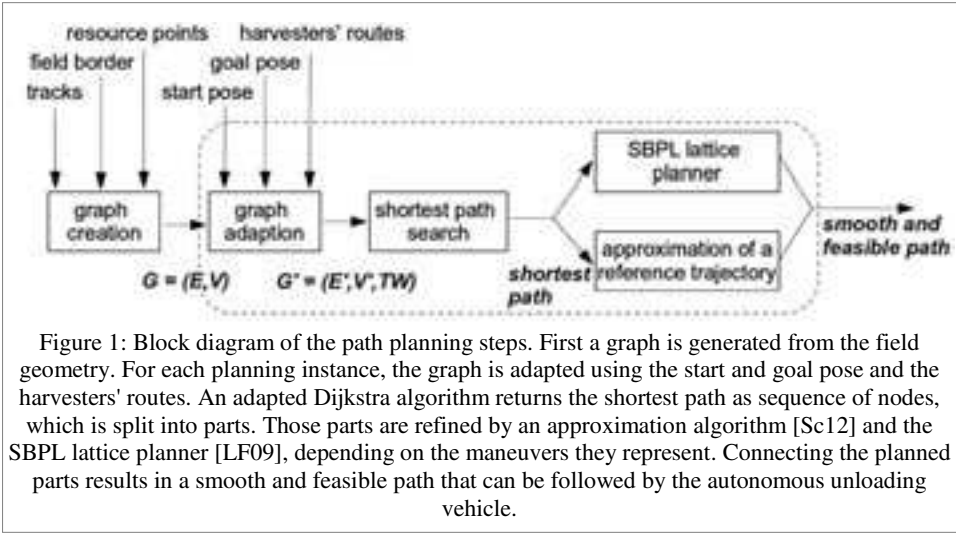 resource points harvesters' routes
field border goal pose
tracks start pose
SBPL lattice
planner
graph
creation
graph
adaption
shortest path
search
smooth and
feasible path
approximation of a
reference trajectory
shortest
path
G = (E,V) G* = (E',V',TW)
Figure 1: Block diagram of the path planning steps. First a graph is generated from the field
geometry. For each planning instance, the graph is adapted using the start and goal pose and the
harvesters' routes. An adapted Dijkstra algorithm returns the shortest path as sequence of nodes,
which is split into parts. Those parts are refined by an approximation algorithm [Sc12] and the
SBPL lattice planner [LF09], depending on the maneuvers they represent. Connecting the planned
parts results in a smooth and feasible path that can be followed by the autonomous unloading
vehicle.